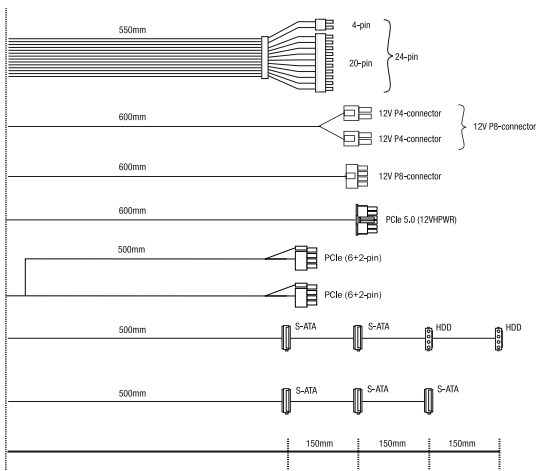 550mm
4-pin
20-pin
24-pin
600mm
12V P4-connector
12V P4-connector
12V P8-connector
600mm
12V P8-connector
600mm
PCIe 5.0 (12VHPWR)
500mm
PCIe (6+2-pin)
PCIe (6+2-pin)
500mm
S-ATA
S-ATA
HDD
HDD
500mm
S-ATA
S-ATA
S-ATA
150mm
150mm
150mm